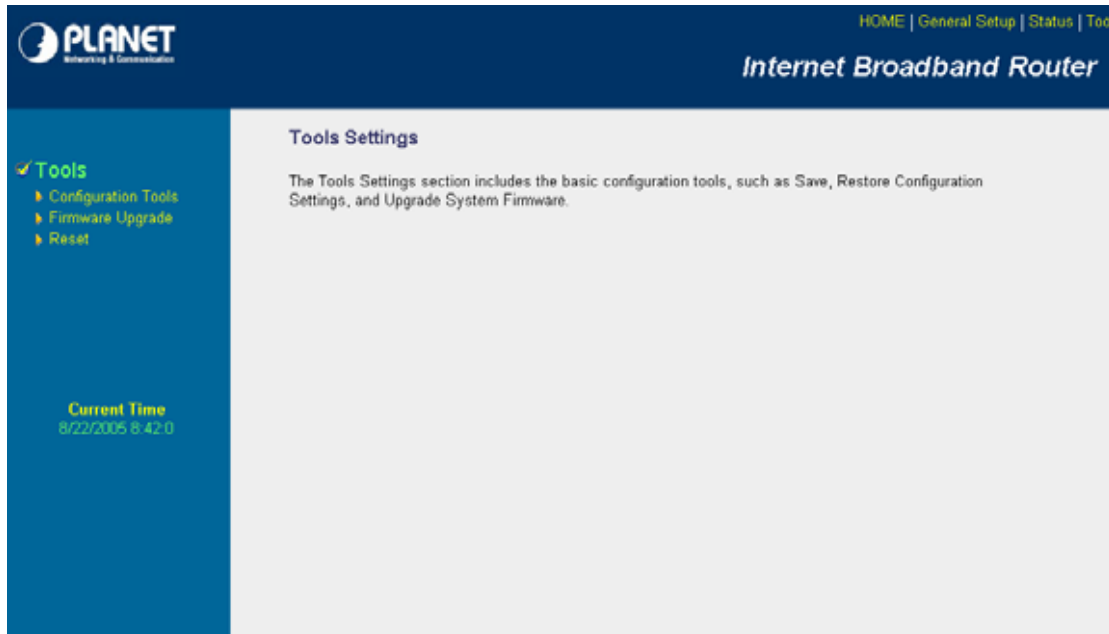 PLANET
Networking & Communication
HOME | General Setup | Status | Too
Internet Broadband Router
Tools
Configuration Tools
Firmware Upgrade
Reset
Current Time
8/22/2005 8:42:0
Tools Settings
The Tools Settings section includes the basic configuration tools, such as Save, Restore Configuration
Settings, and Upgrade System Firmware.